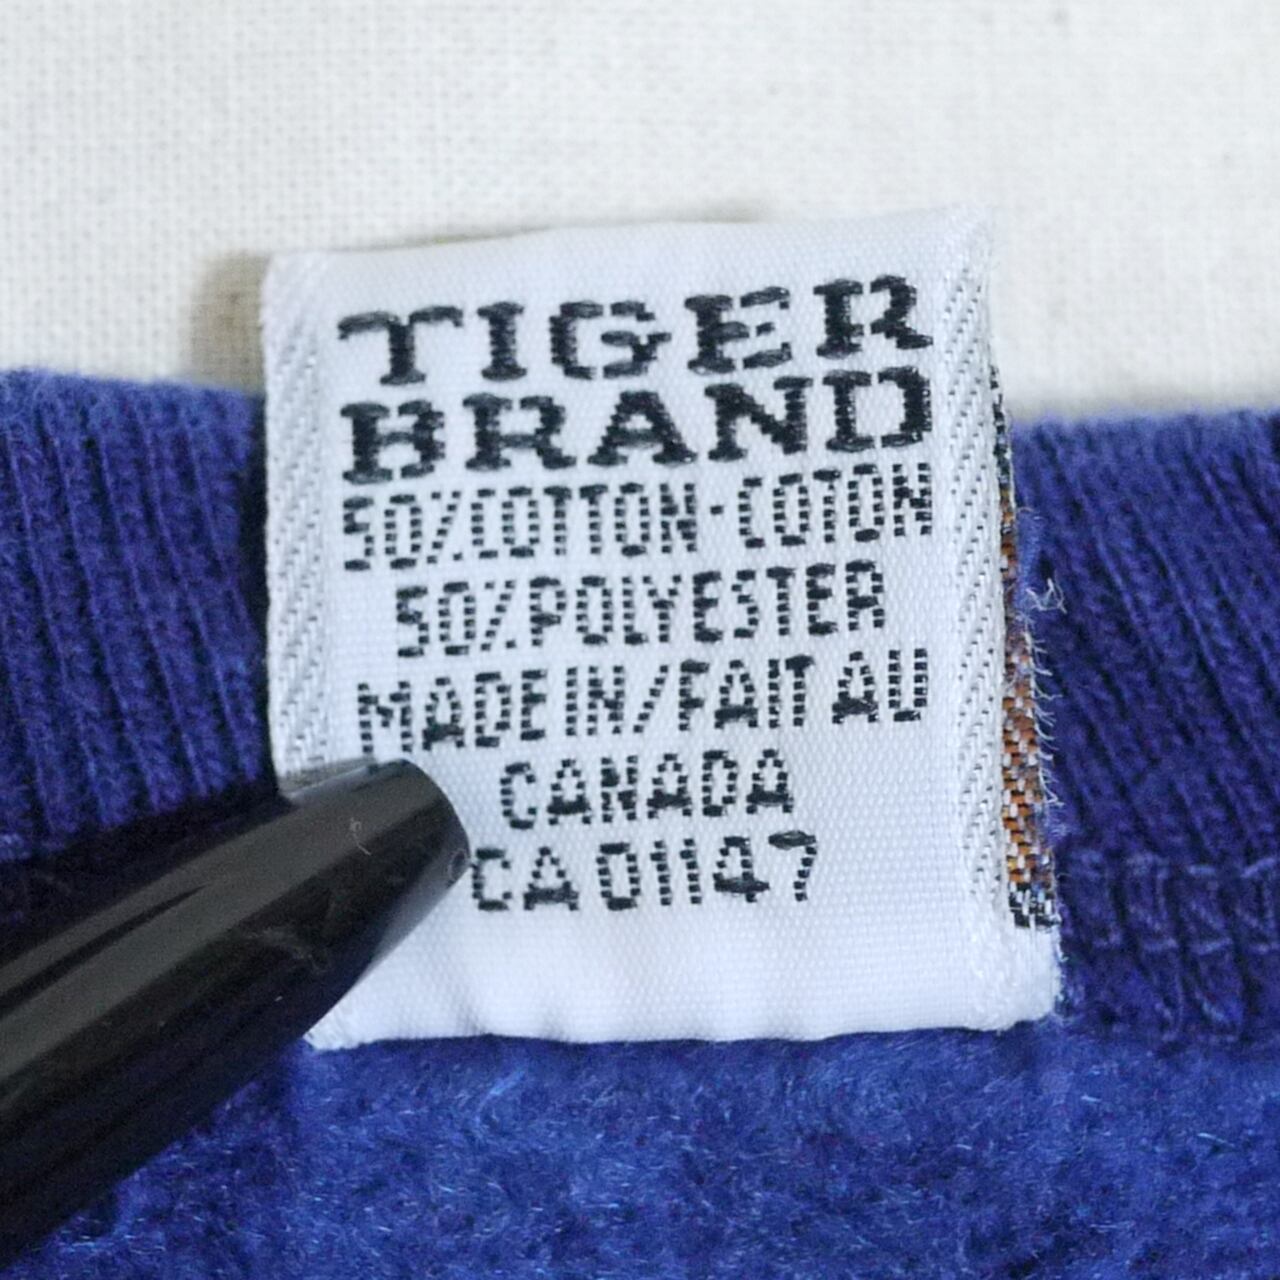 TIGER
BRAND
50%COTTON-COTON
50%POLYESTER
MADE IN/FAIT AU
CANADA
CA 01147